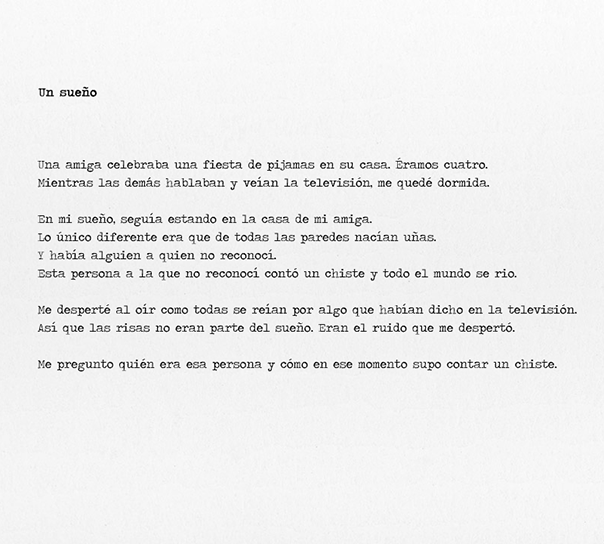 Un sueño
Una amiga celebraba una fiesta de pijamas en su casa. Éramos cuatro.
Mientras las demás hablaban y veían la televisión, me quedé dormida.
En mi sueño, seguía estando en la casa de mi amiga.
Lo único diferente era que de todas las paredes nacían uñas.
Y había alguien a quien no reconocí.
Esta persona a la que no reconocí contó un chiste y todo el mundo se rio.
Me desperté al oír como todas se reían por algo que habían dicho en la televisión.
Así que las risas no eran parte del sueño. Eran el ruido que me despertó.
Me pregunto quién era esa persona y cómo en ese momento supo contar un chiste.